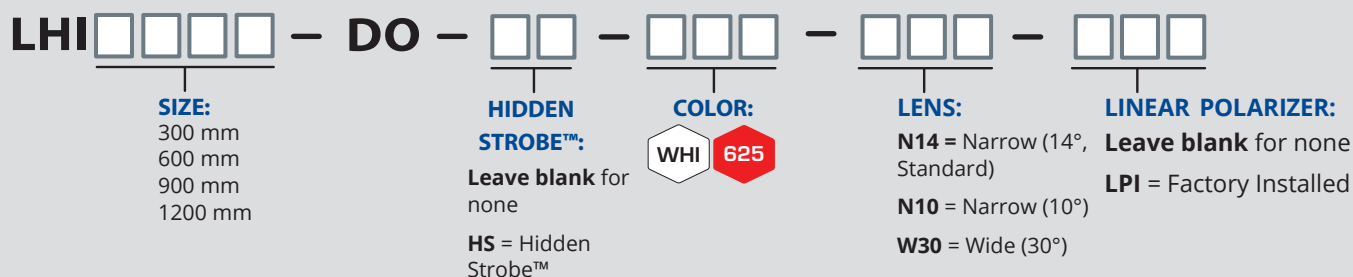 LHI – DO – – – –
SIZE:
300 mm
600 mm
900 mm
1200 mm
HIDDEN
STROBE™:
Leave blank for
none
HS = Hidden
Strobe™
COLOR:
WHI 625
LENS:
N14 = Narrow (14°,
Standard)
N10 = Narrow (10°)
W30 = Wide (30°)
LINEAR POLARIZER:
Leave blank for none
LPI = Factory Installed